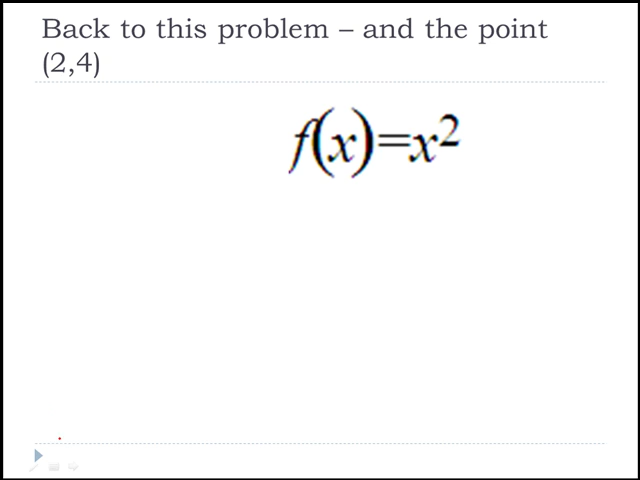 Back to this problem – and the point
(2,4)
f(x)=x²